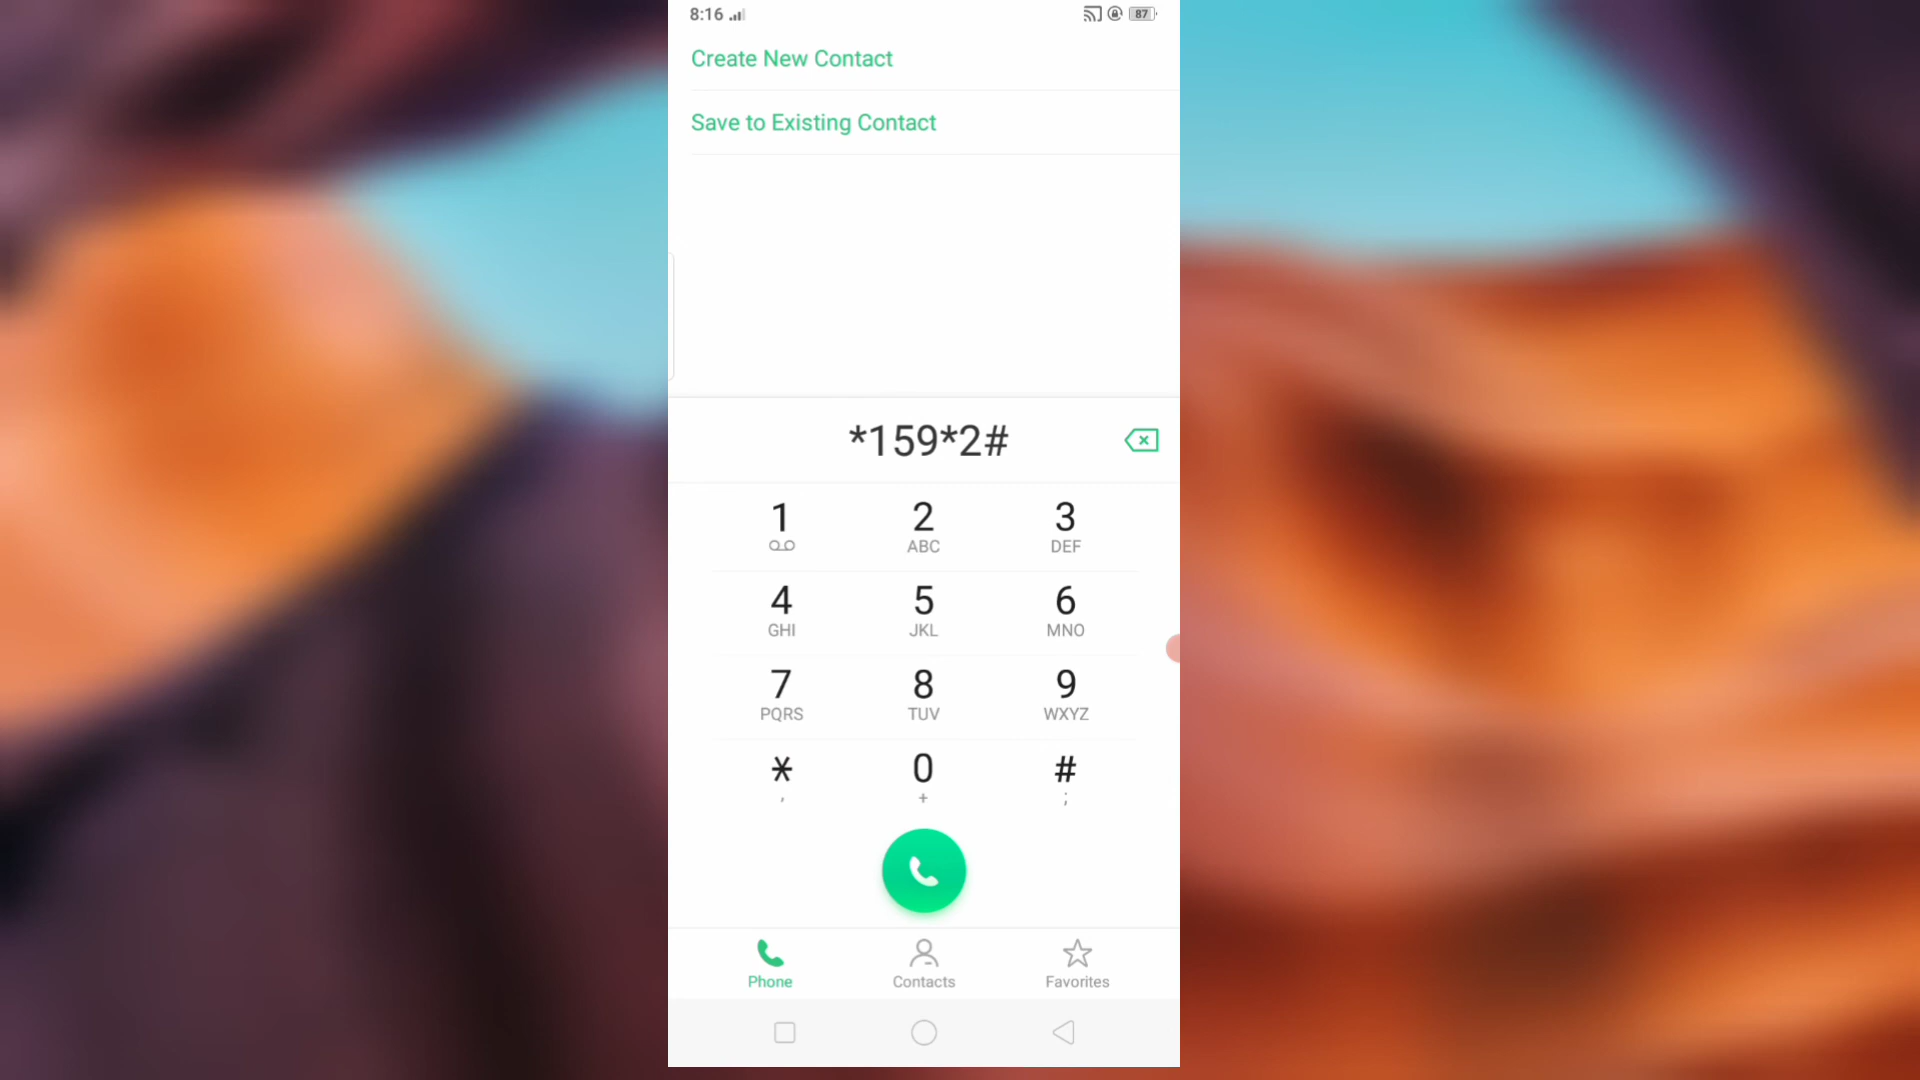 8:16 87
Create New Contact
Save to Existing Contact
*159*2#
1 2 3
ABC DEF
4 5 6
GHI JKL MNO
7 8 9
PQRS TUV WXYZ
* 0 #
, + ;
Phone Contacts Favorites